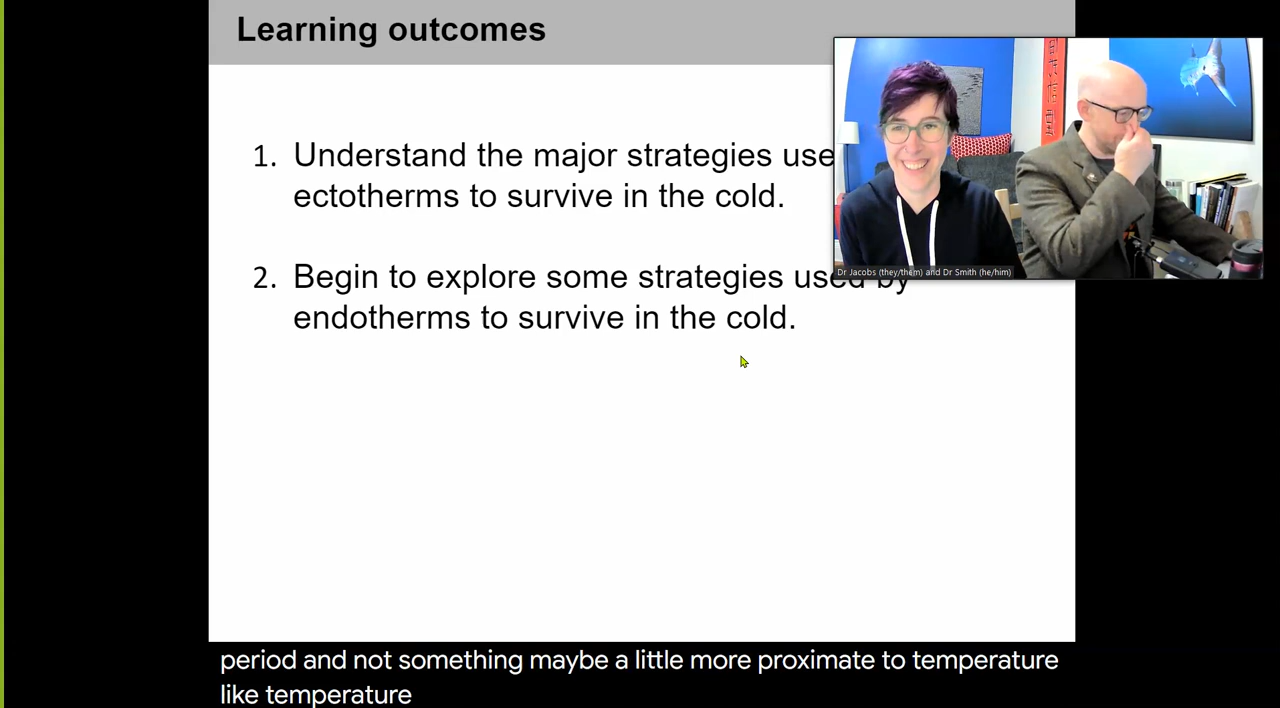 Learning outcomes
1. Understand the major strategies use
ectotherms to survive in the cold.
2. Begin to explore some strategies used by
endotherms to survive in the cold.
Dr Jacobs (they/them) and Dr Smith (he/him)
period and not something maybe a little more proximate to temperature
like temperature